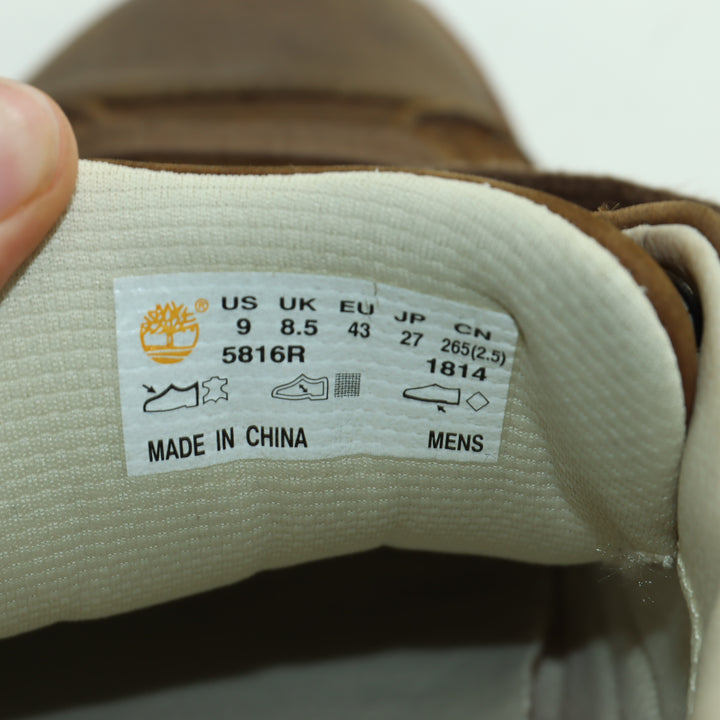 ® US UK EU JP CN
9 8.5 43 27 265(2.5)
5816R 1814
MADE IN CHINA MENS